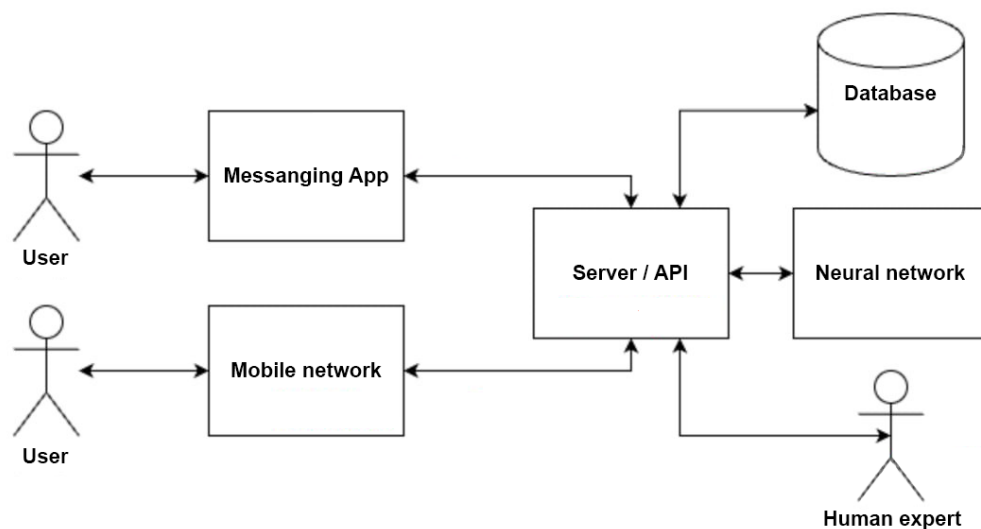 Database
Messanging App
User
Server / API
Neural network
Mobile network
User
Human expert